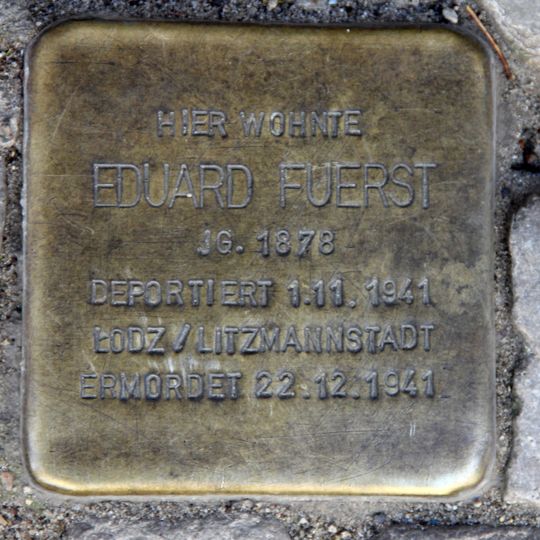 HIER WOHNTE
EDUARD FUERST
JG. 1878
DEPORTIERT 1.11.1941
ŁODZ / LITZMANNSTADT
ERMORDET 22.12.1941